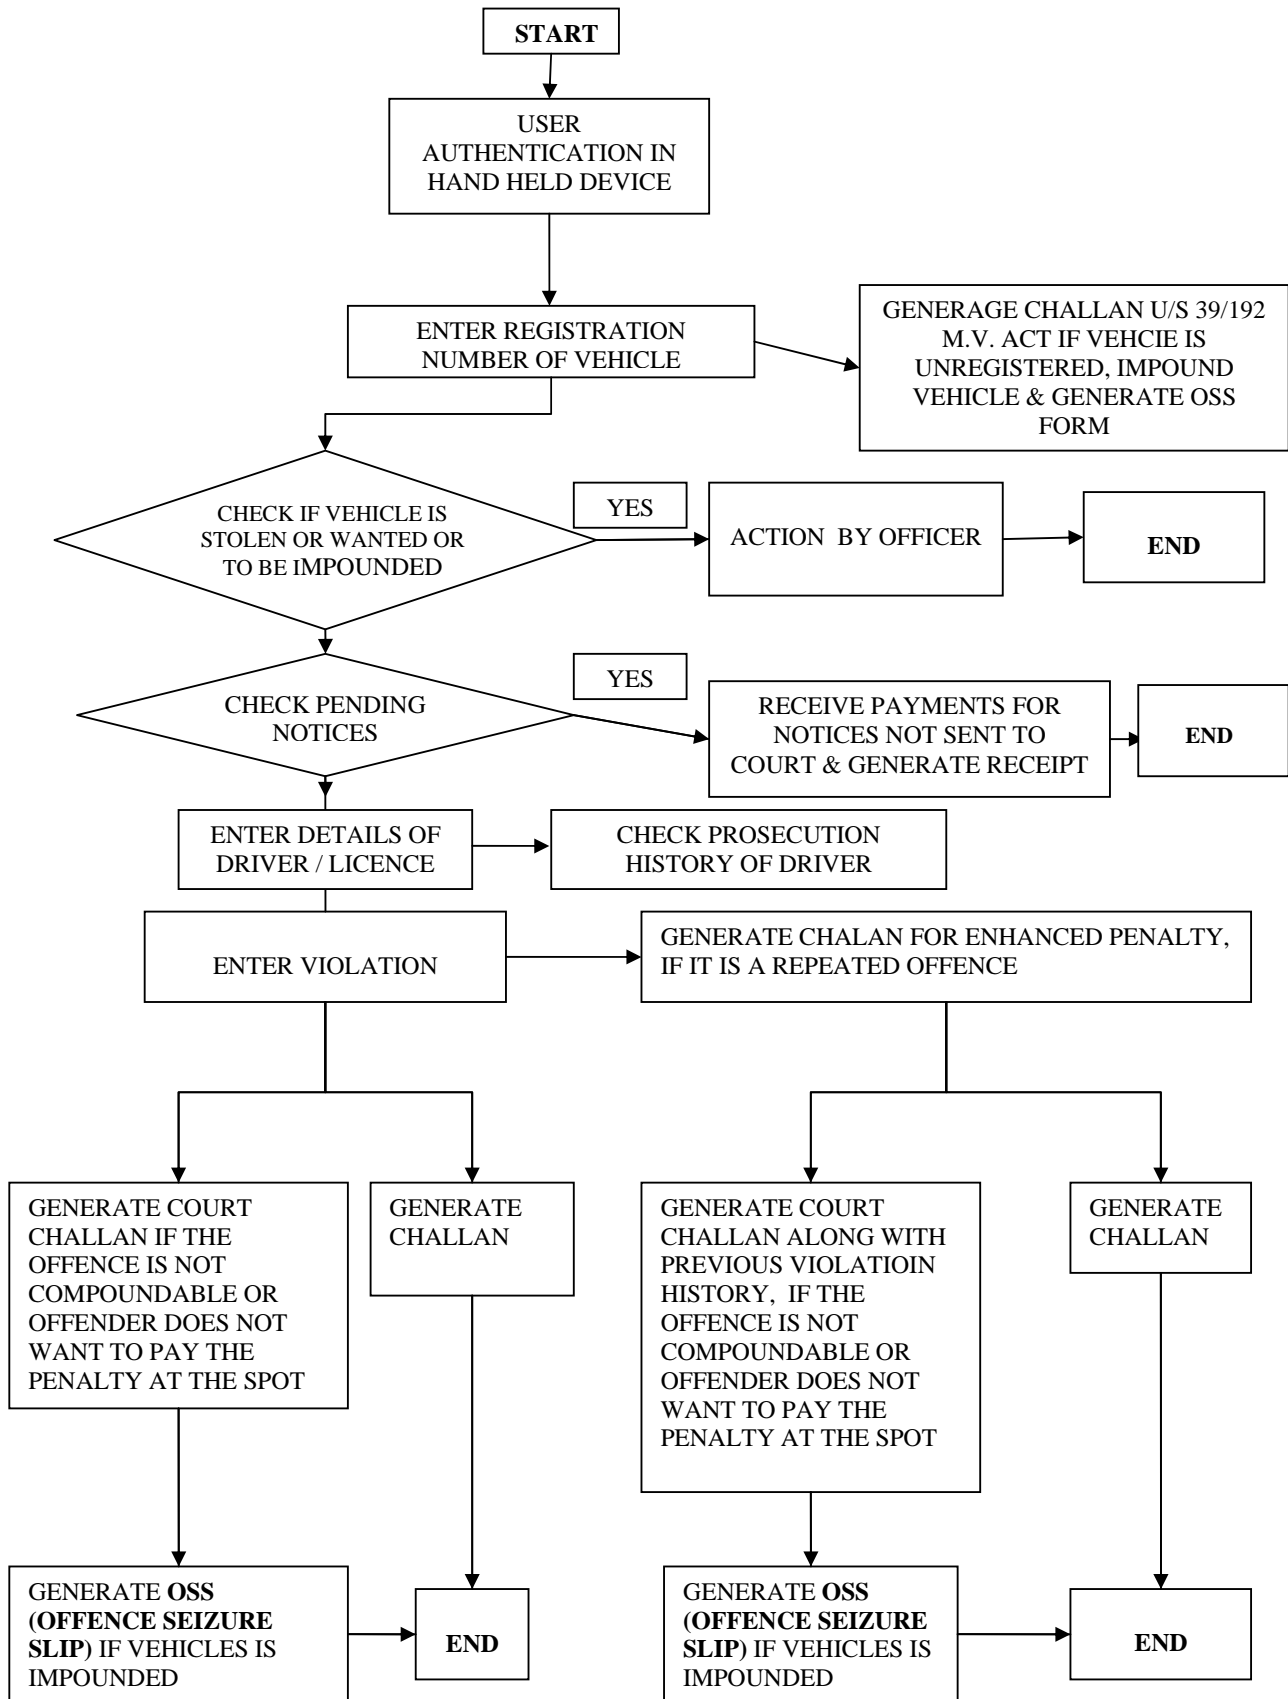 START
USER
AUTHENTICATION IN
HAND HELD DEVICE
ENTER REGISTRATION
NUMBER OF VEHICLE
GENERAGE CHALLAN U/S 39/192
M.V. ACT IF VEHCIE IS
UNREGISTERED, IMPOUND
VEHICLE & GENERATE OSS
FORM
CHECK IF VEHICLE IS
STOLEN OR WANTED OR
TO BE IMPOUNDED
YES
ACTION BY OFFICER
END
CHECK PENDING
NOTICES
YES
RECEIVE PAYMENTS FOR
NOTICES NOT SENT TO
COURT & GENERATE RECEIPT
END
ENTER DETAILS OF
DRIVER / LICENCE
CHECK PROSECUTION
HISTORY OF DRIVER
ENTER VIOLATION
GENERATE CHALAN FOR ENHANCED PENALTY,
IF IT IS A REPEATED OFFENCE
GENERATE COURT
CHALLAN IF THE
OFFENCE IS NOT
COMPOUNDABLE OR
OFFENDER DOES NOT
WANT TO PAY THE
PENALTY AT THE SPOT
GENERATE
CHALLAN
GENERATE COURT
CHALLAN ALONG WITH
PREVIOUS VIOLATIOIN
HISTORY, IF THE
OFFENCE IS NOT
COMPOUNDABLE OR
OFFENDER DOES NOT
WANT TO PAY THE
PENALTY AT THE SPOT
GENERATE
CHALLAN
GENERATE OSS
(OFFENCE SEIZURE
SLIP) IF VEHICLES IS
IMPOUNDED
END
GENERATE OSS
(OFFENCE SEIZURE
SLIP) IF VEHICLES IS
IMPOUNDED
END